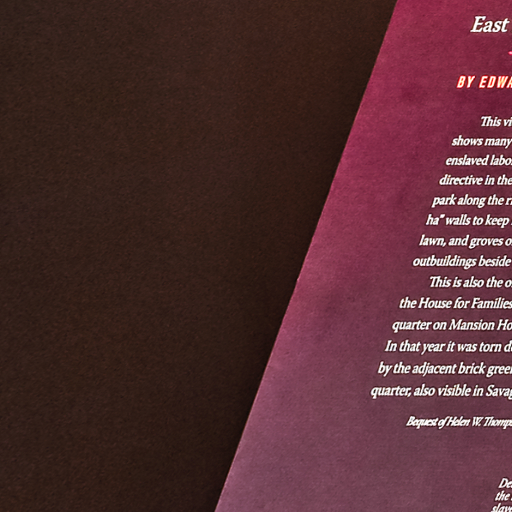 East
BY EDWA
This vi
shows many
enslaved labo
directive in the
park along the r
ha” walls to keep
lawn, and groves o
outbuildings beside
This is also the o
the House for Families
quarter on Mansion Ho
In that year it was torn d
by the adjacent brick gree
quarter, also visible in Savag
Bequest of Helen W. Thomps
De
the
slave